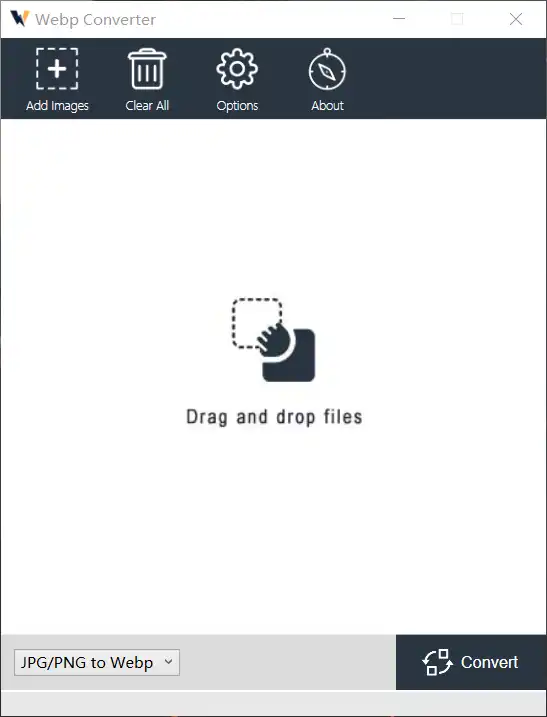 Webp Converter
Add Images
Clear All
Options
About
Drag and drop files
JPG/PNG to Webp
Convert